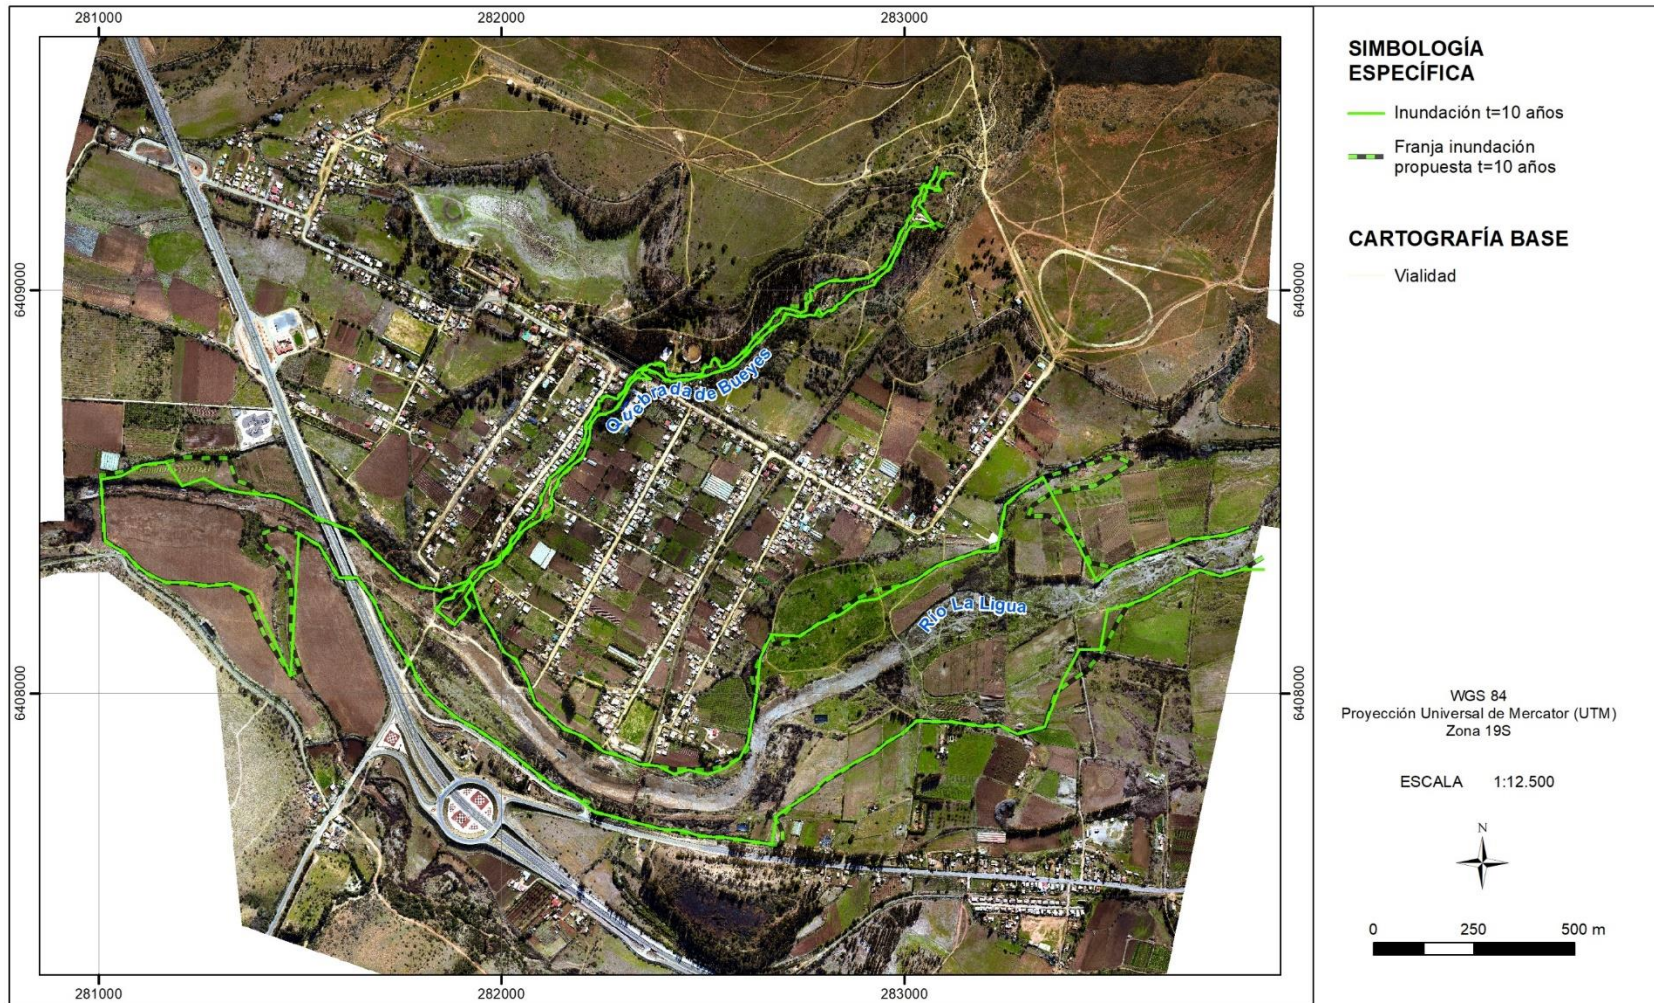 281000
282000
283000
6409000
6409000
6408000
6408000
Quebrada de Bueyes
Río La Ligua
281000
282000
283000
SIMBOLOGÍA
ESPECÍFICA
Inundación t=10 años
Franja inundación
propuesta t=10 años
CARTOGRAFÍA BASE
Vialidad
WGS 84
Proyección Universal de Mercator (UTM)
Zona 19S
ESCALA 1:12.500
N
0 250 500 m